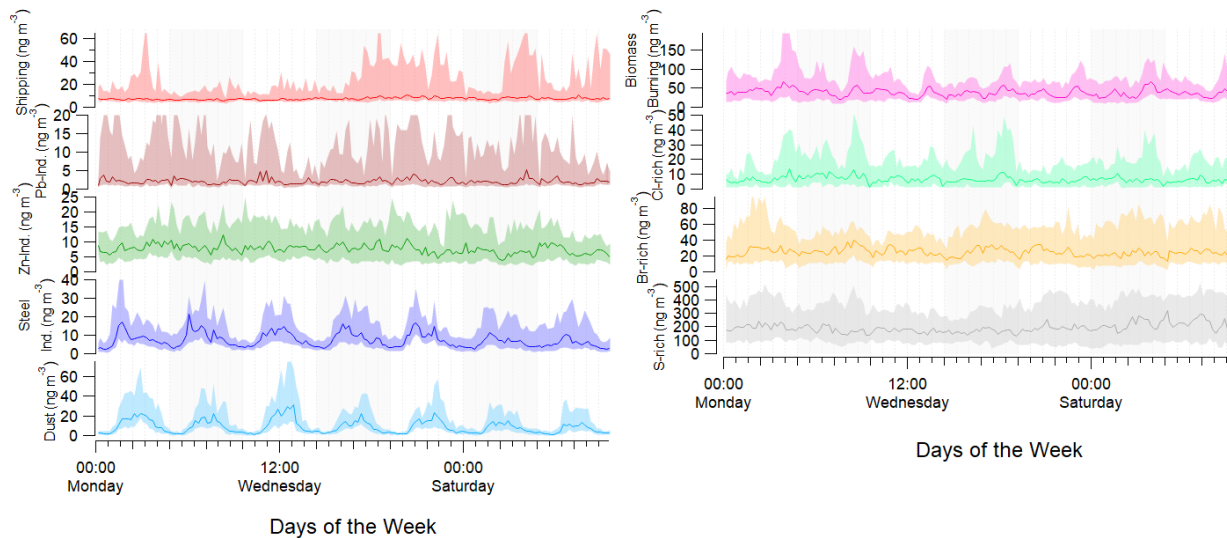 Shipping (ng m⁻³)
60
40
20
0
Pb-Ind. (ng m⁻³)
20
15
10
5
0
Zn-Ind. (ng m⁻³)
25
20
15
10
5
0
Steel
Ind. (ng m⁻³)
40
30
20
10
0
Dust (ng m⁻³)
60
40
20
0
00:00 12:00 00:00
Monday Wednesday Saturday
Days of the Week
Biomass
Burring (ng m⁻³)
150
100
50
0
Cl-rich (ng m⁻³)
50
40
30
20
10
0
Br-rich (ng m⁻³)
80
60
40
20
0
S-rich (ng m⁻³)
500
400
300
200
100
0
00:00 12:00 00:00
Monday Wednesday Saturday
Days of the Week